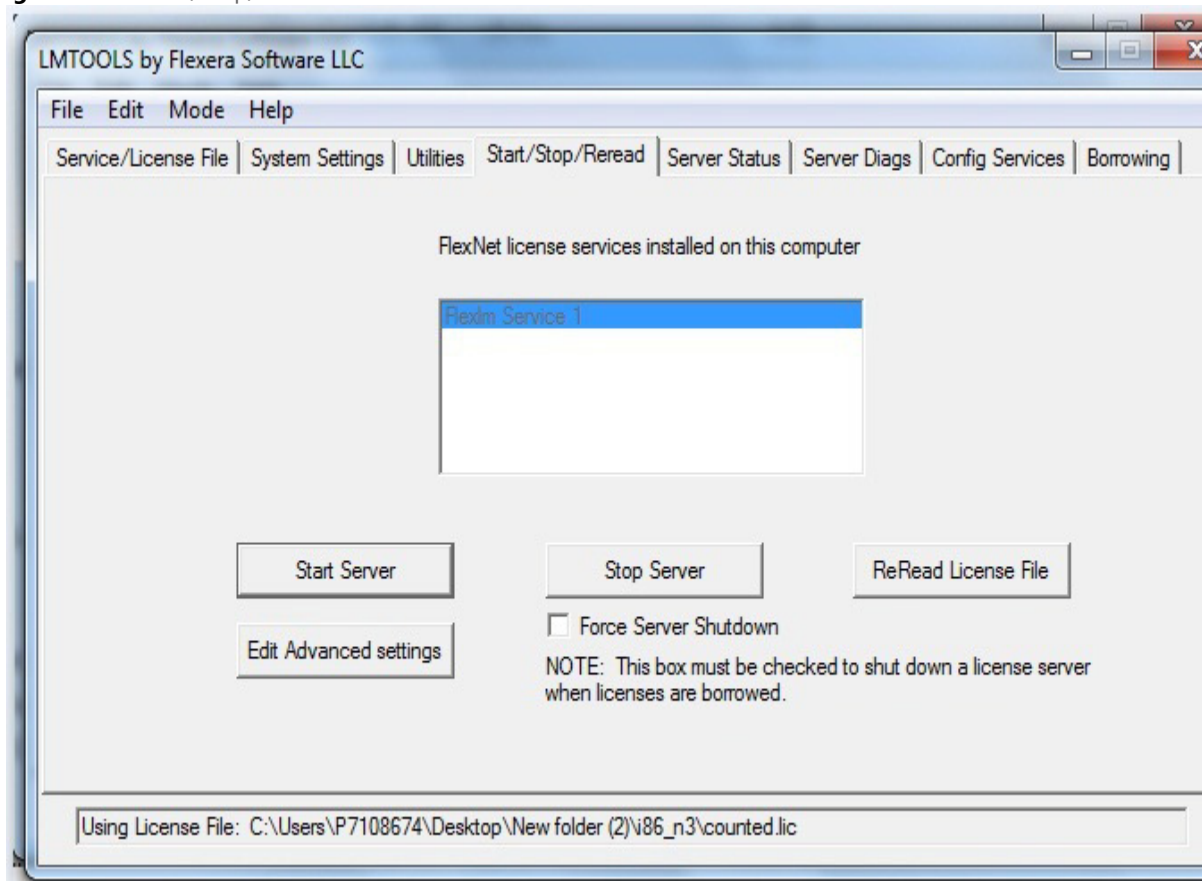 LMTOOLS by Flexera Software LLC
File Edit Mode Help
Service/License File System Settings Utilities Start/Stop/Reread Server Status Server Diags Config Services Borrowing
FlexNet license services installed on this computer
Flexlm Service 1
Start Server Stop Server ReRead License File
Force Server Shutdown
Edit Advanced settings
NOTE: This box must be checked to shut down a license server
when licenses are borrowed.
Using License File: C:\Users\P7108674\Desktop\New folder (2)\i86_n3\counted.lic